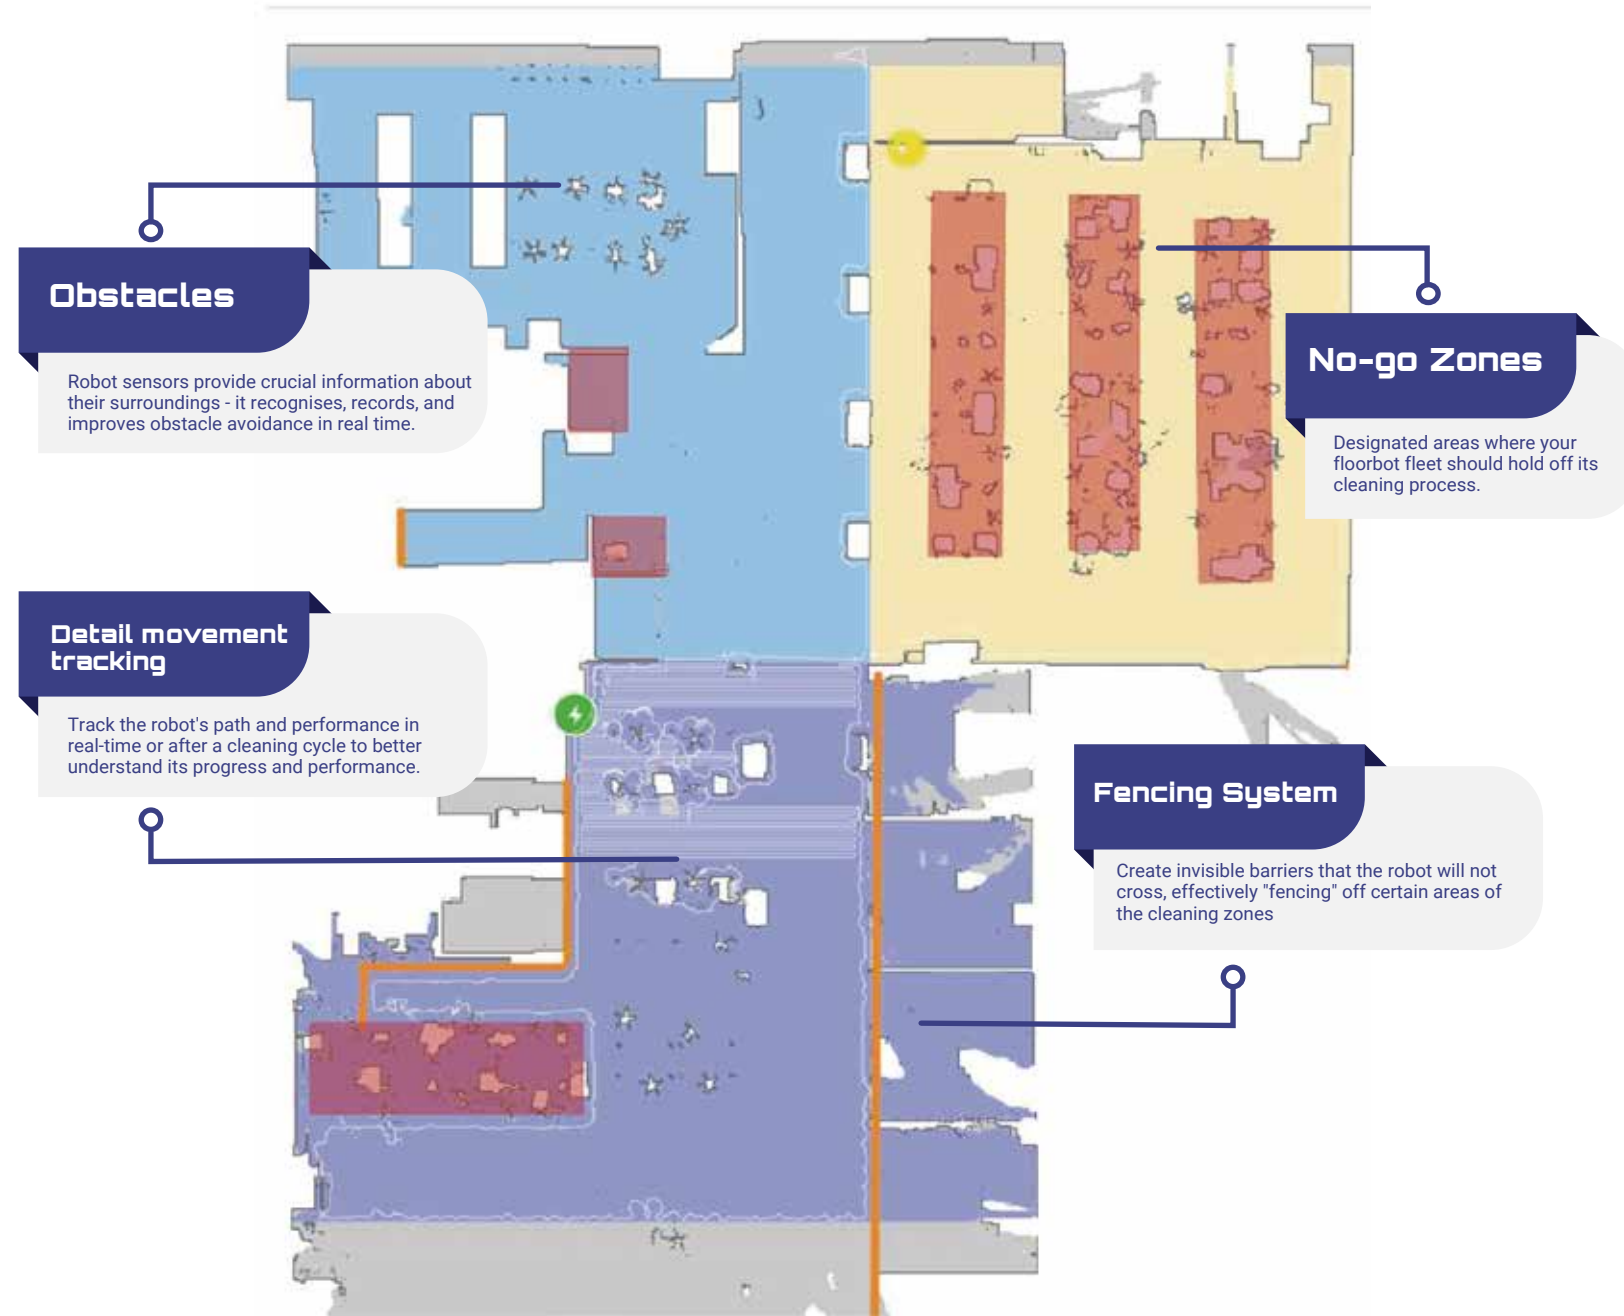 Obstacles
Robot sensors provide crucial information about
their surroundings - it recognises, records, and
improves obstacle avoidance in real time.
No-go Zones
Designated areas where your
floorbot fleet should hold off its
cleaning process.
Detail movement
tracking
Track the robot's path and performance in
real-time or after a cleaning cycle to better
understand its progress and performance.
Fencing System
Create invisible barriers that the robot will not
cross, effectively "fencing" off certain areas of
the cleaning zones